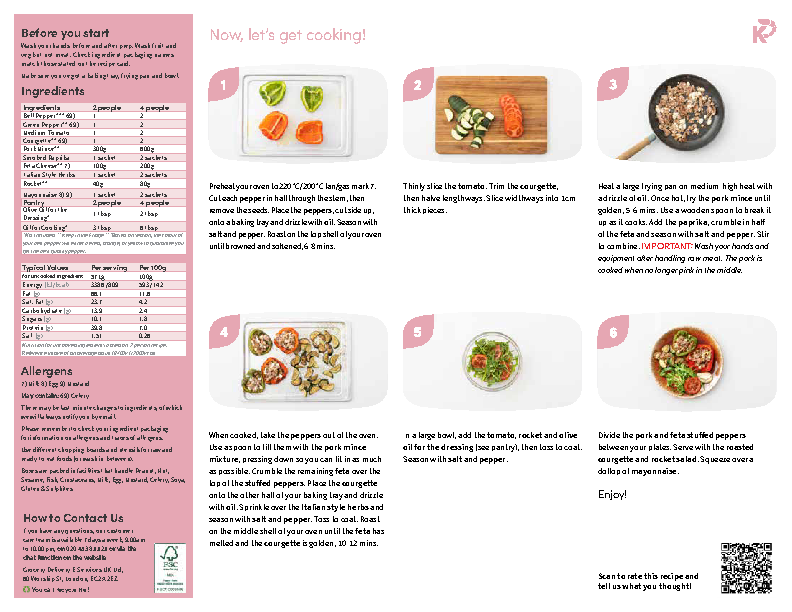 Before you start
Wash your hands before and after prep. Wash fruit and
veg but not meat. Check ingredient packaging names
match those stated on the recipe card.
Make sure you've got a baking tray, frying pan and bowl.
Ingredients
Ingredients 2 people 4 people
Bell Pepper*** 69) 1 2
Green Pepper** 69) 1 2
Medium Tomato 1 2
Courgette** 69) 1 2
Pork Mince** 300g 600g
Smoked Paprika 1 sachet 2 sachets
Feta Cheese** 7) 100g 200g
Italian Style Herbs 1 sachet 2 sachets
Rocket** 40g 80g
Mayonnaise 8) 9) 1 sachet 2 sachets
Pantry 2 people 4 people
Olive Oil for the
Dressing* 1 tbsp 2 tbsp
Oil for Cooking* 3 tbsp 6 tbsp
Typical Values Per serving Per 100g
for uncooked ingredient 571g 100g
Energy (kJ/kcal) 3386 /809 593 /142
Fat (g) 66.1 11.6
Sat. Fat (g) 23.7 4.2
Carbohydrate (g) 13.9 2.4
Sugars (g) 10.1 1.8
Protein (g) 39.8 7.0
Salt (g) 1.51 0.26
Allergens
7) Milk 8) Egg 9) Mustard
May contain: 69) Celery
There may be last minute changes to ingredients, of which
we will always notify you by email.
Please remember to check your ingredient packaging
for information on allergens and traces of allergens.
Use different chopping boards and utensils for raw and
ready to eat foods (or wash in between).
Boxes are packed in facilities that handle Peanut, Nut,
Sesame, Fish, Crustaceans, Milk, Egg, Mustard, Celery, Soya,
Gluten & Sulphites.
How to Contact Us
If you have any questions, our customer
care team is available 7 days a week, 9.00am
to 10.00pm, on 020 4538 8828 or via the
chat function on the website
Grocery Delivery E-Services UK Ltd,
60 Worship St, London, EC2A 2EZ
You can recycle me!
FSC
Now, let's get cooking!
1
Preheat your oven to 220°C/200°C fan/gas mark 7.
Cut each pepper in half through the stem, then
remove the seeds. Place the peppers, cut side up,
onto a baking tray and drizzle with oil. Season with
salt and pepper. Roast on the top shelf of your oven
until browned and softened, 6-8 mins.
2
Thinly slice the tomato. Trim the courgette,
then halve lengthways. Slice widthways into 1cm
thick pieces.
3
Heat a large frying pan on medium-high heat with
a drizzle of oil. Once hot, fry the pork mince until
golden, 5-6 mins. Use a wooden spoon to break it
up as it cooks. Add the paprika, crumble in half
of the feta and season with salt and pepper. Stir
to combine. IMPORTANT: Wash your hands and
equipment after handling raw meat. The pork is
cooked when no longer pink in the middle.
4
When cooked, take the peppers out of the oven.
Use a spoon to fill them with the pork mince
mixture, pressing down so you can fit in as much
as possible. Crumble the remaining feta over the
top of the stuffed peppers. Place the courgette
onto the other half of your baking tray and drizzle
with oil. Sprinkle over the Italian style herbs and
season with salt and pepper. Toss to coat. Roast
on the middle shelf of your oven until the feta has
melted and the courgette is golden, 10-12 mins.
5
In a large bowl, add the tomato, rocket and olive
oil for the dressing (see pantry), then toss to coat.
Season with salt and pepper.
6
Divide the pork and feta stuffed peppers
between your plates. Serve with the roasted
courgette and rocket salad. Squeeze over a
dollop of mayonnaise.
Enjoy!
Scan to rate this recipe and
tell us what you thought!